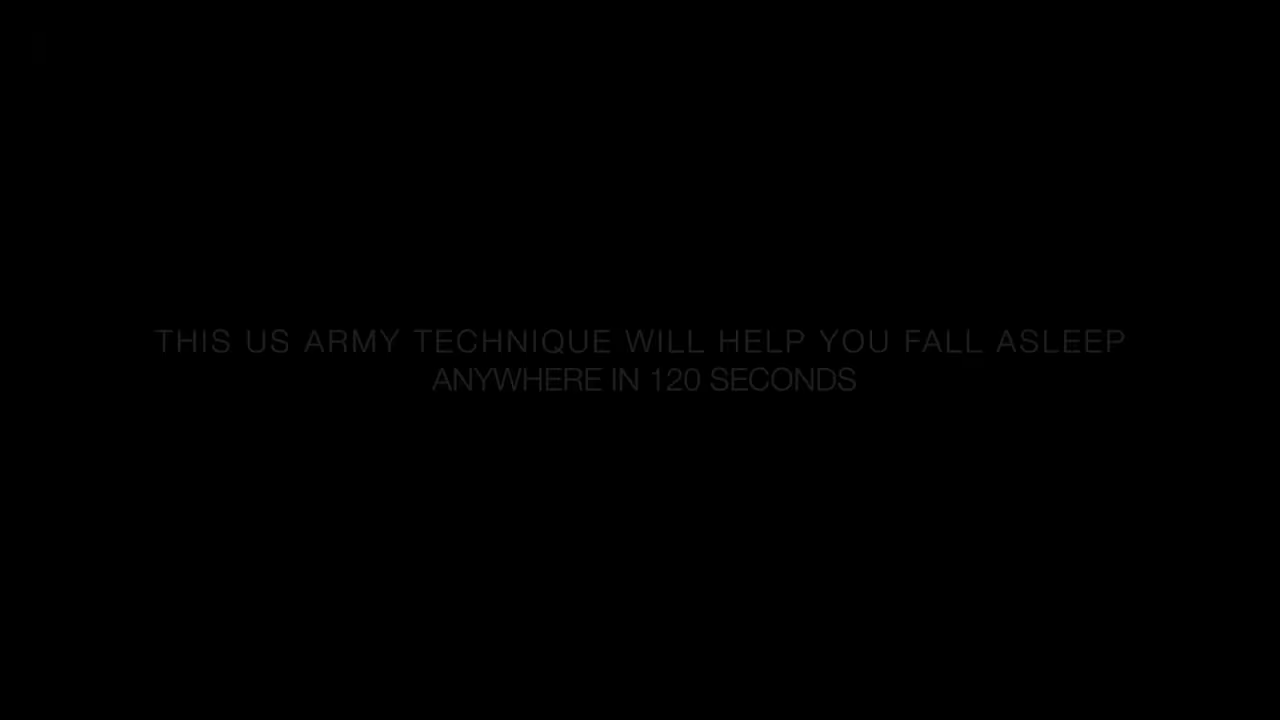 THIS US ARMY TECHNIQUE WILL HELP YOU FALL ASLEEP
ANYWHERE IN 120 SECONDS